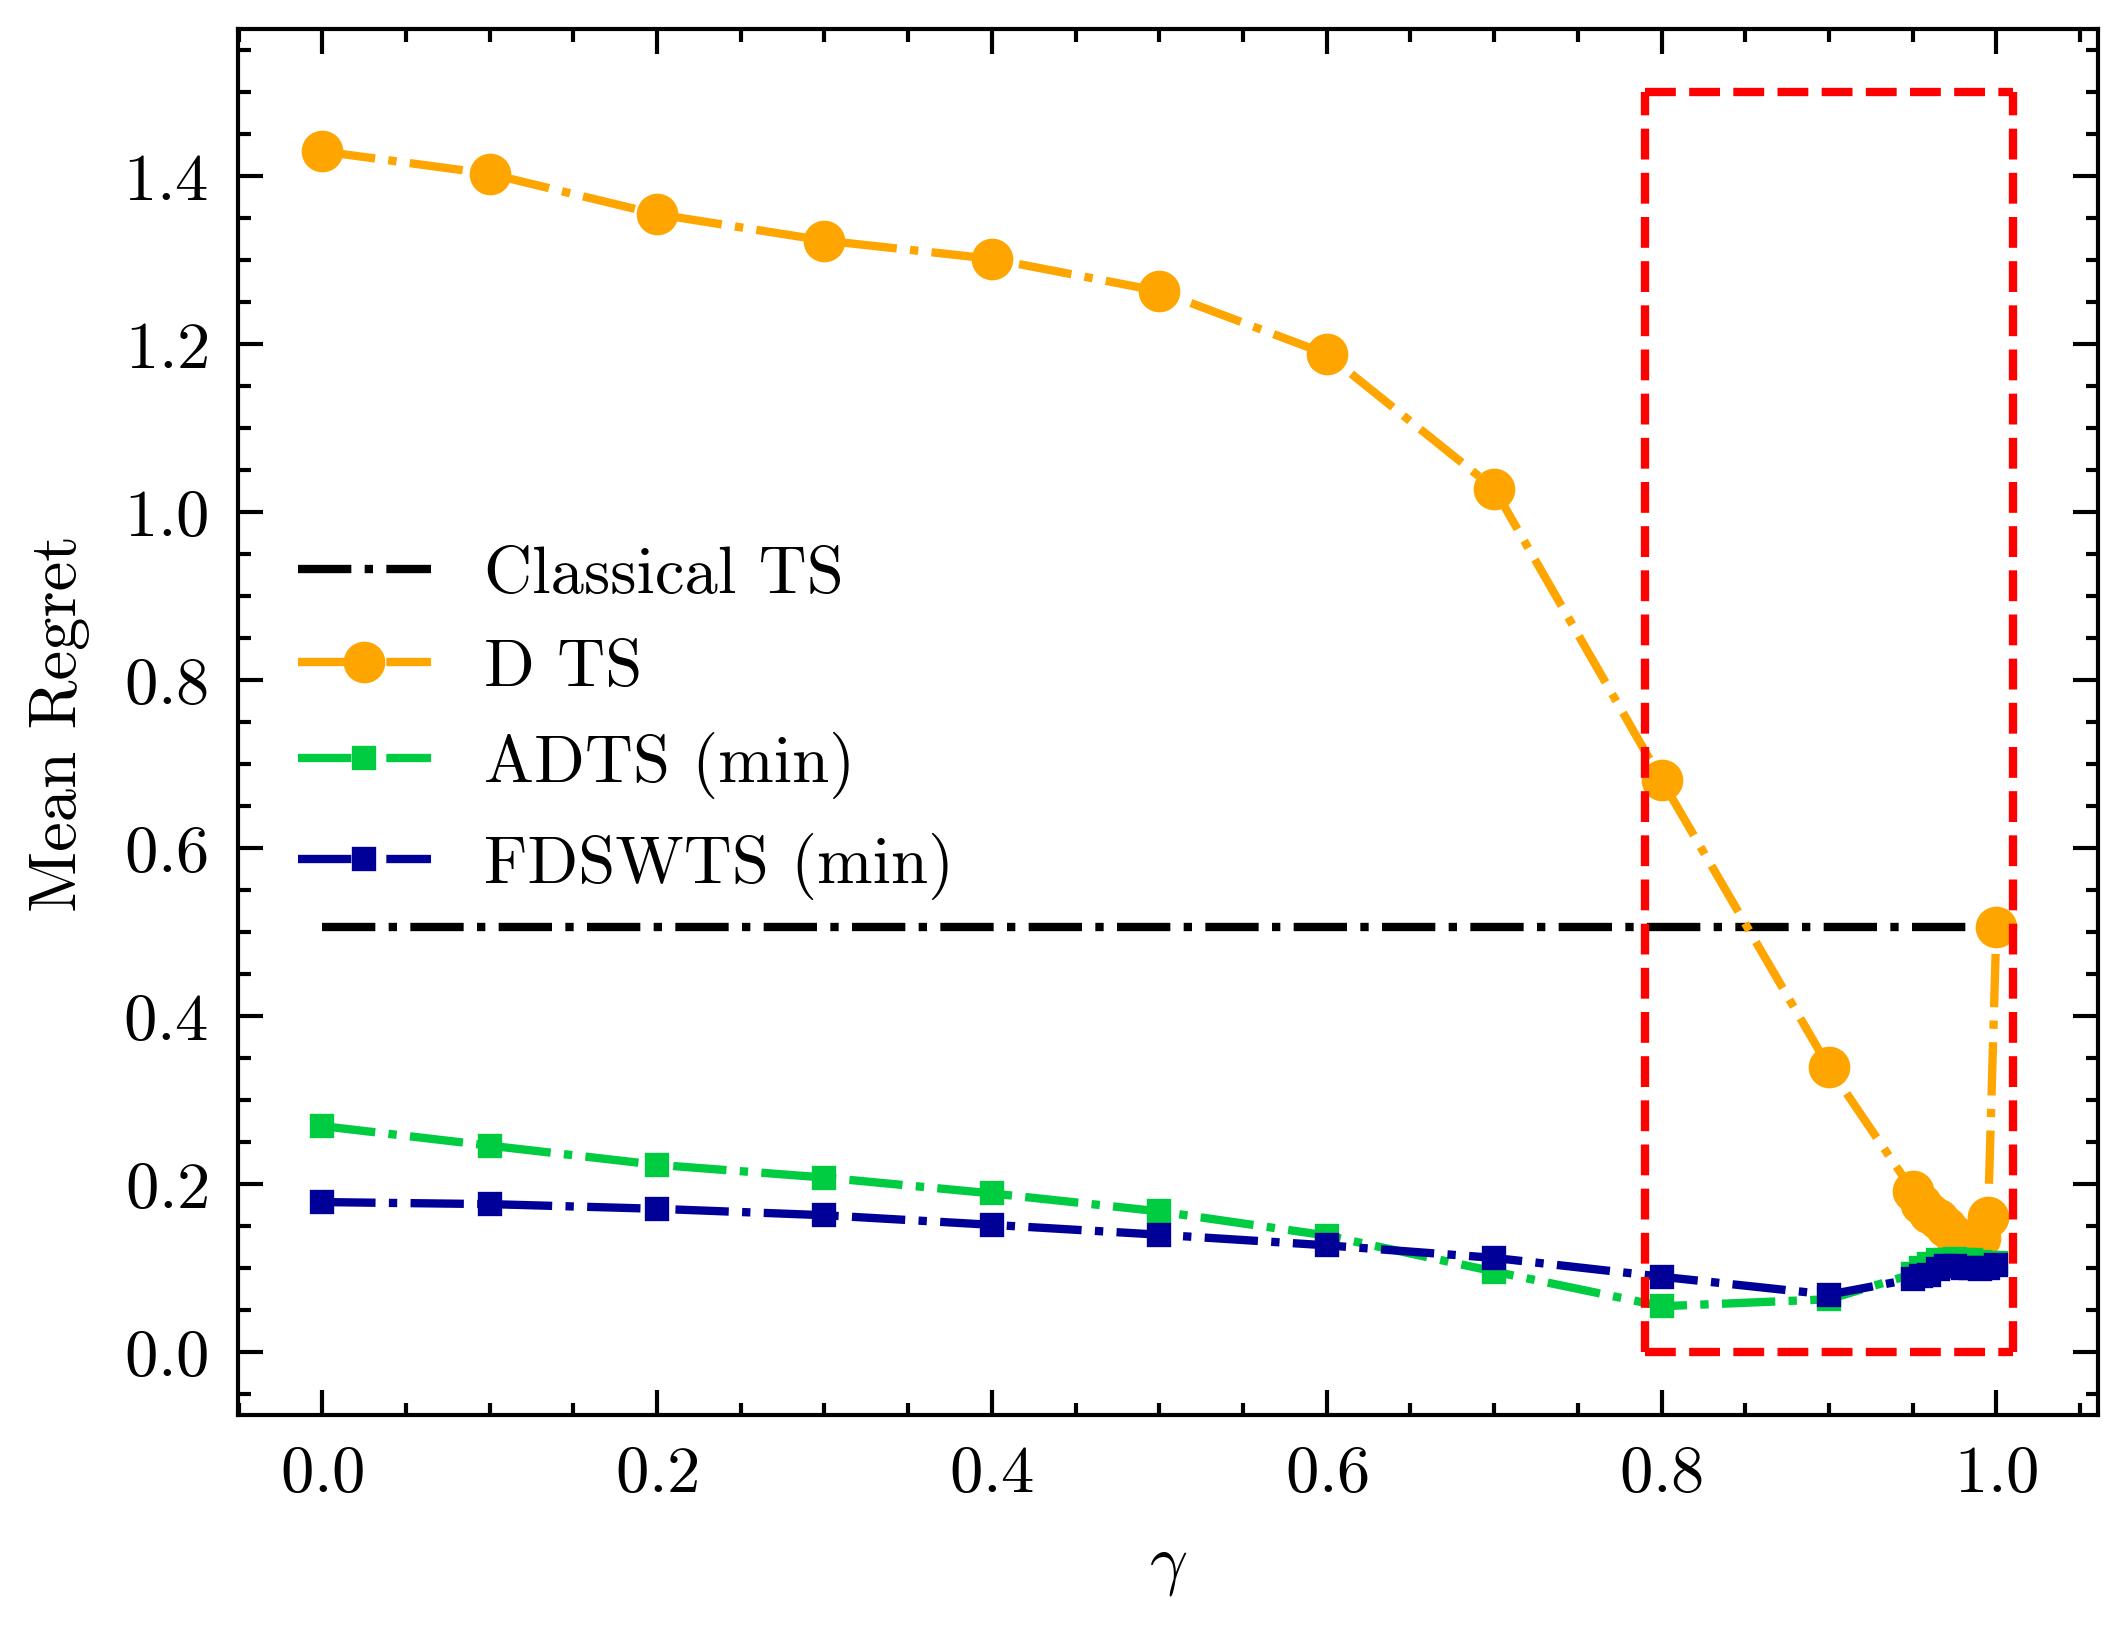 Mean Regret
1.4
1.2
1.0
0.8
0.6
0.4
0.2
0.0
Classical TS
D TS
ADTS (min)
FDSWTS (min)
0.0 0.2 0.4 0.6 0.8 1.0
γ